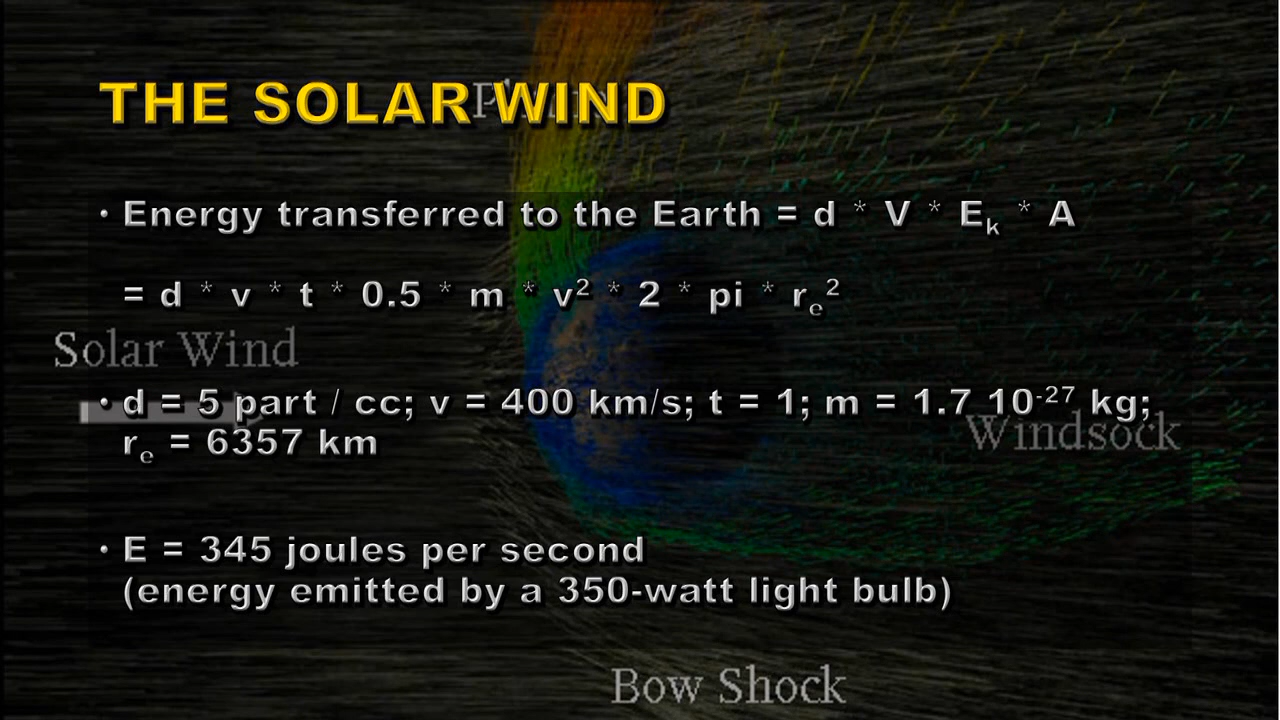 THE SOLAR WIND
• Energy transferred to the Earth = d * V * Eₖ * A
= d * v * t * 0.5 * m * v² * 2 * pi * rₑ²
Solar Wind
• d = 5 part / cc; v = 400 km/s; t = 1; m = 1.7 10⁻²⁷ kg;
rₑ = 6357 km
Windsock
• E = 345 joules per second
(energy emitted by a 350-watt light bulb)
Bow Shock